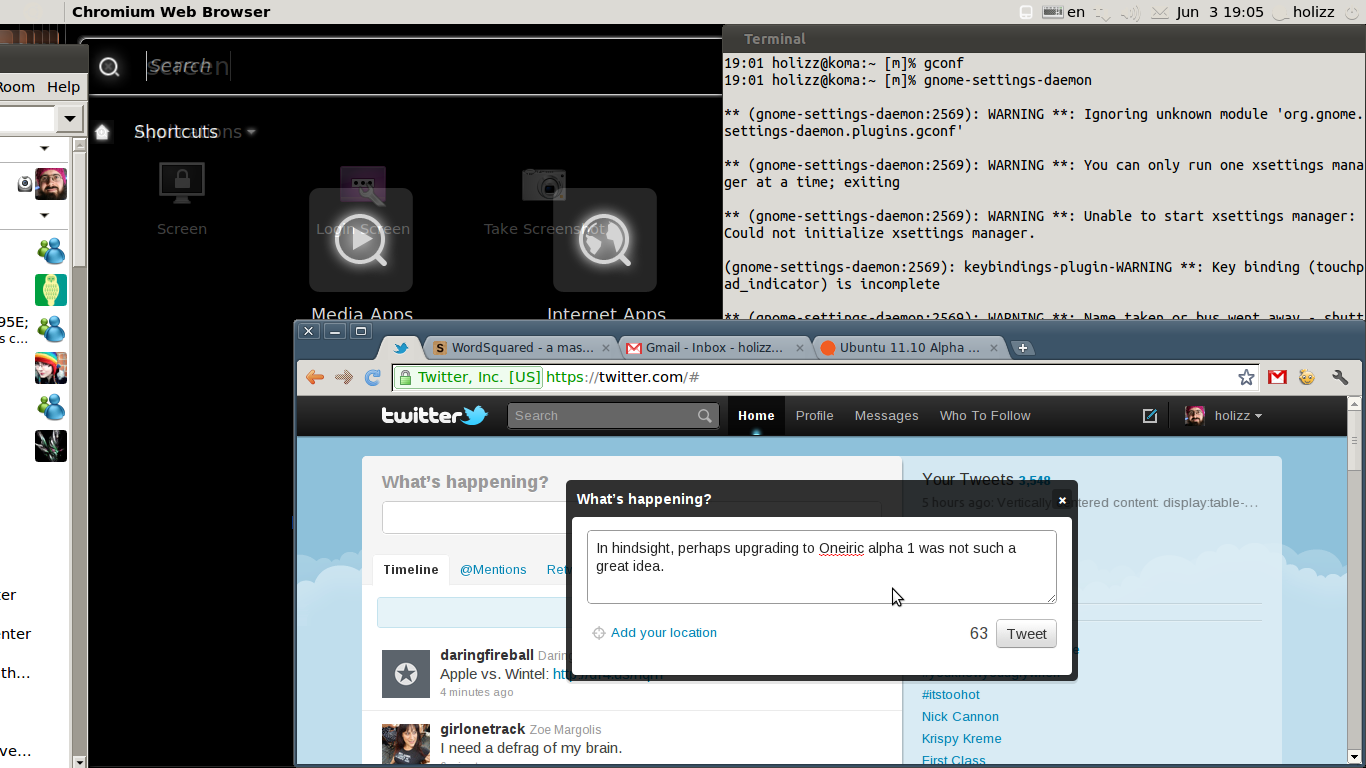 Chromium Web Browser
en
Jun 3 19:05
holizz
Search
screen
Room Help
Shortcuts
Applications
Screen
Login Screen
Take Screenshot
Media Apps
Internet Apps
95E;
s c…
ter
enter
th…
ve…
Terminal
19:01 holizz@koma:~ [m]% gconf
19:01 holizz@koma:~ [m]% gnome-settings-daemon
** (gnome-settings-daemon:2569): WARNING **: Ignoring unknown module 'org.gnome.
settings-daemon.plugins.gconf'
** (gnome-settings-daemon:2569): WARNING **: You can only run one xsettings mana
ger at a time; exiting
** (gnome-settings-daemon:2569): WARNING **: Unable to start xsettings manager:
Could not initialize xsettings manager.
(gnome-settings-daemon:2569): keybindings-plugin-WARNING **: Key binding (touchp
ad_indicator) is incomplete
** (gnome-settings-daemon:2569): WARNING **: Name taken or bus went away - shutt
WordSquared - a mas...
Gmail - Inbox - holizz...
Ubuntu 11.10 Alpha ...
Twitter, Inc. [US] https://twitter.com/#
twitter
Search
Home
Profile
Messages
Who To Follow
holizz
What's happening?
Your Tweets 3,548
5 hours ago: Vertically centered content: display:table-…
What's happening?
In hindsight, perhaps upgrading to Oneiric alpha 1 was not such a
great idea.
Add your location
63
Tweet
Timeline
@Mentions
Ret
daringfireball Darin
Apple vs. Wintel:
4 minutes ago
girlonetrack Zoe Margolis
I need a defrag of my brain.
#itstoohot
Nick Cannon
Krispy Kreme
First Class